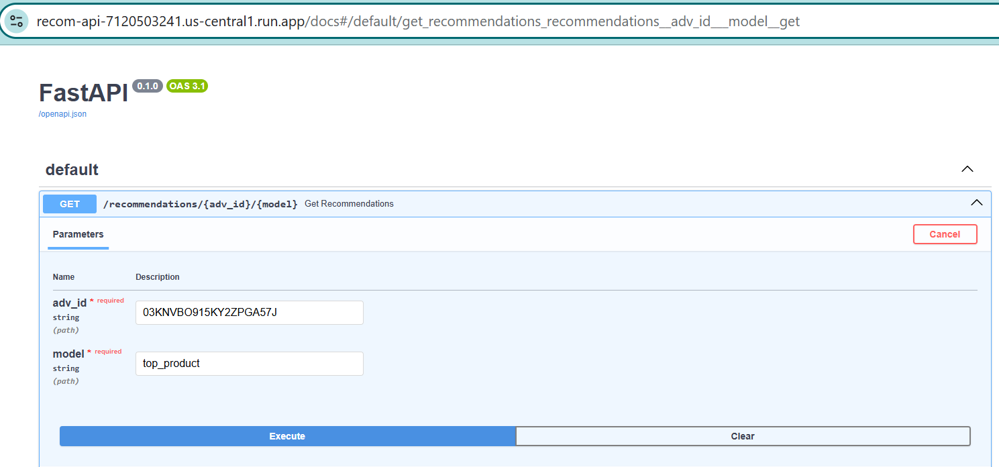 recom-api-7120503241.us-central1.run.app/docs#/default/get_recommendations_recommendations__adv_id___model__get
FastAPI 0.1.0 OAS 3.1
/openapi.json
default
GET /recommendations/{adv_id}/{model} Get Recommendations
Parameters Cancel
Name Description
adv_id * required
string
(path)
03KNVBO915KY2ZPGA57J
model * required
string
(path)
top_product
Execute Clear